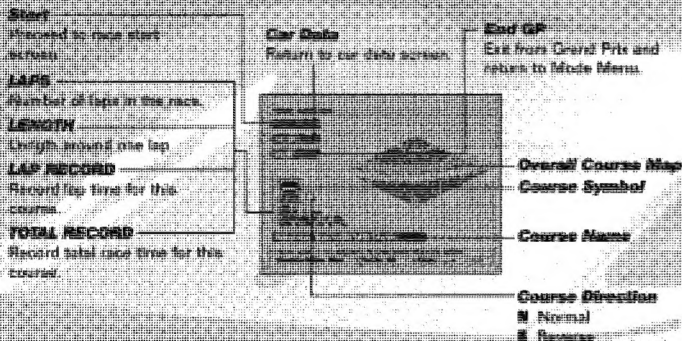 Start
Proceed to race start
screen.
LAPS
Number of laps in the race.
LENGTH
Length around one lap
LAP RECORD
Record lap time for this
course.
TOTAL RECORD
Record total race time for this
course.
Car Data
Return to car data screen.
End GP
Exit from Grand Prix and
return to Mode Menu.
Overall Course Map
Course Symbol
Course Name
Course Direction
N Normal
R Reverse